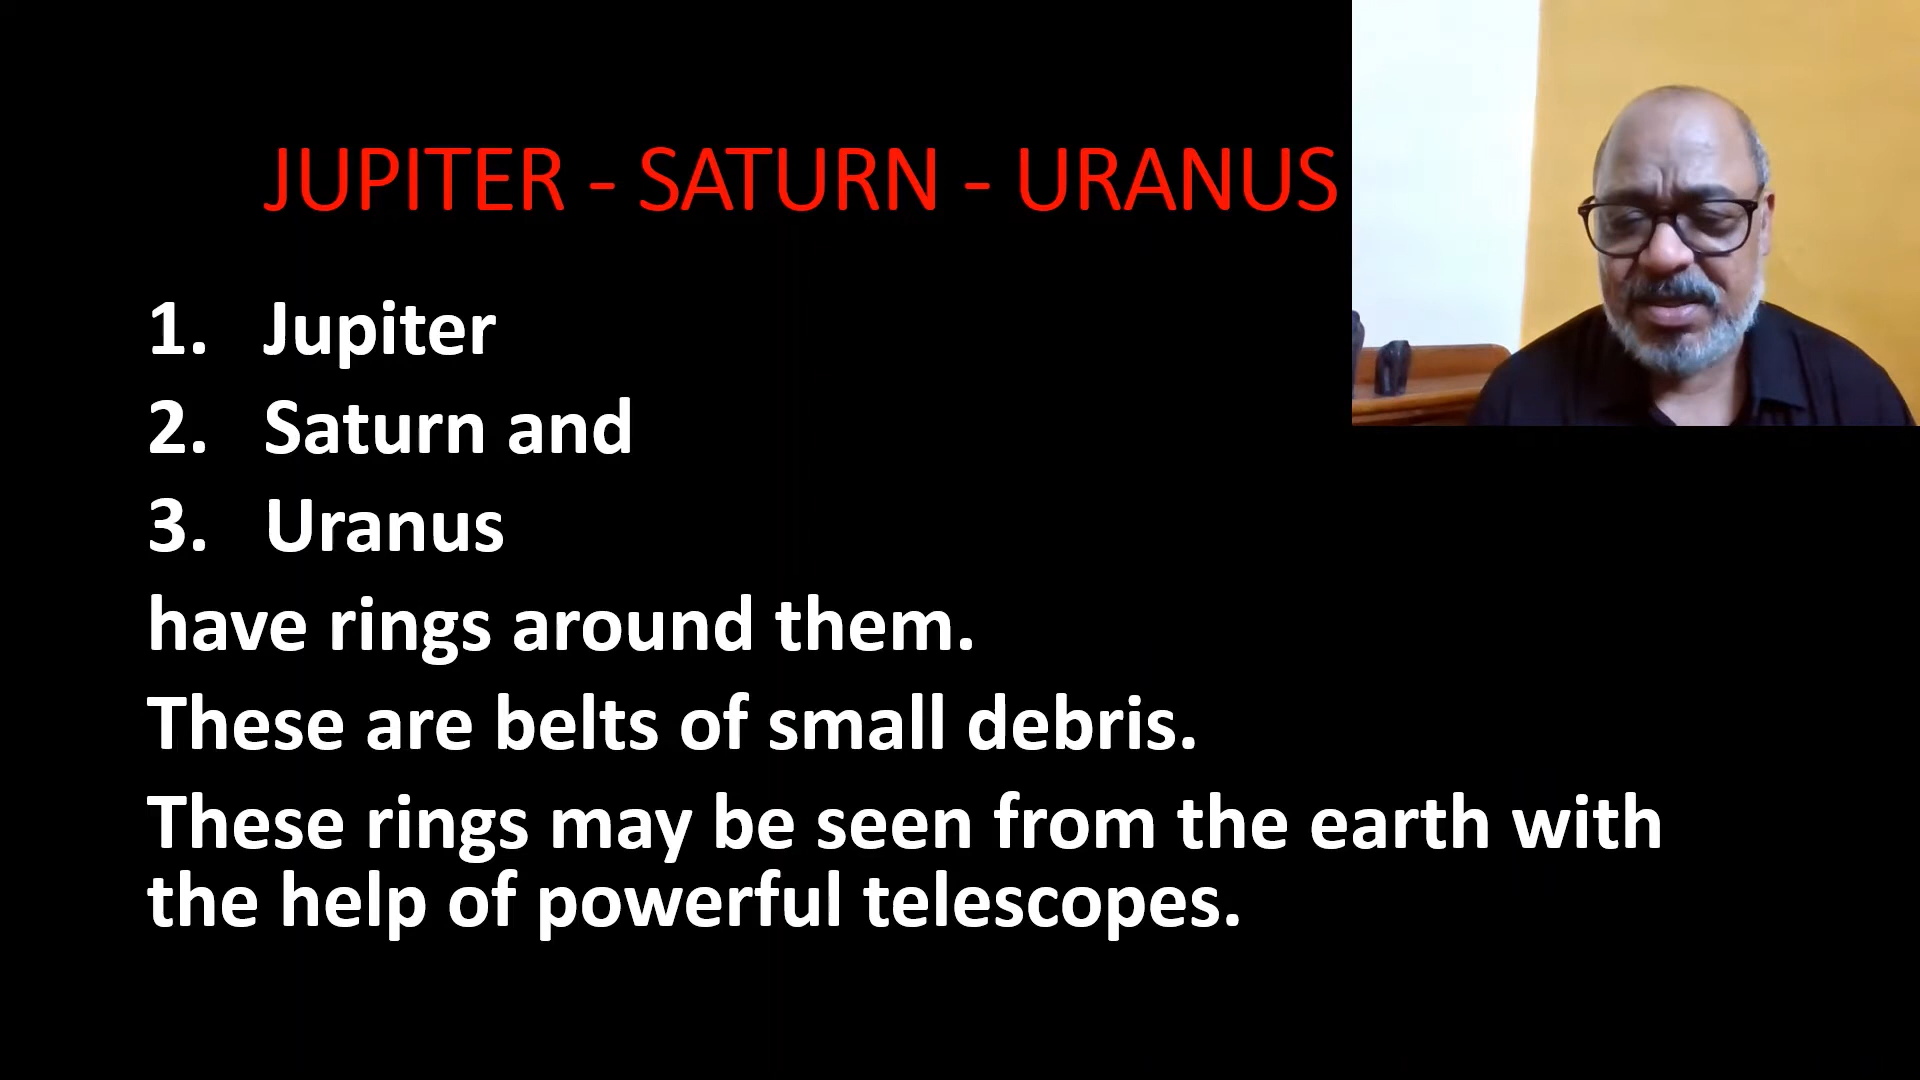 JUPITER - SATURN - URANUS
1. Jupiter
2. Saturn and
3. Uranus
have rings around them.
These are belts of small debris.
These rings may be seen from the earth with
the help of powerful telescopes.